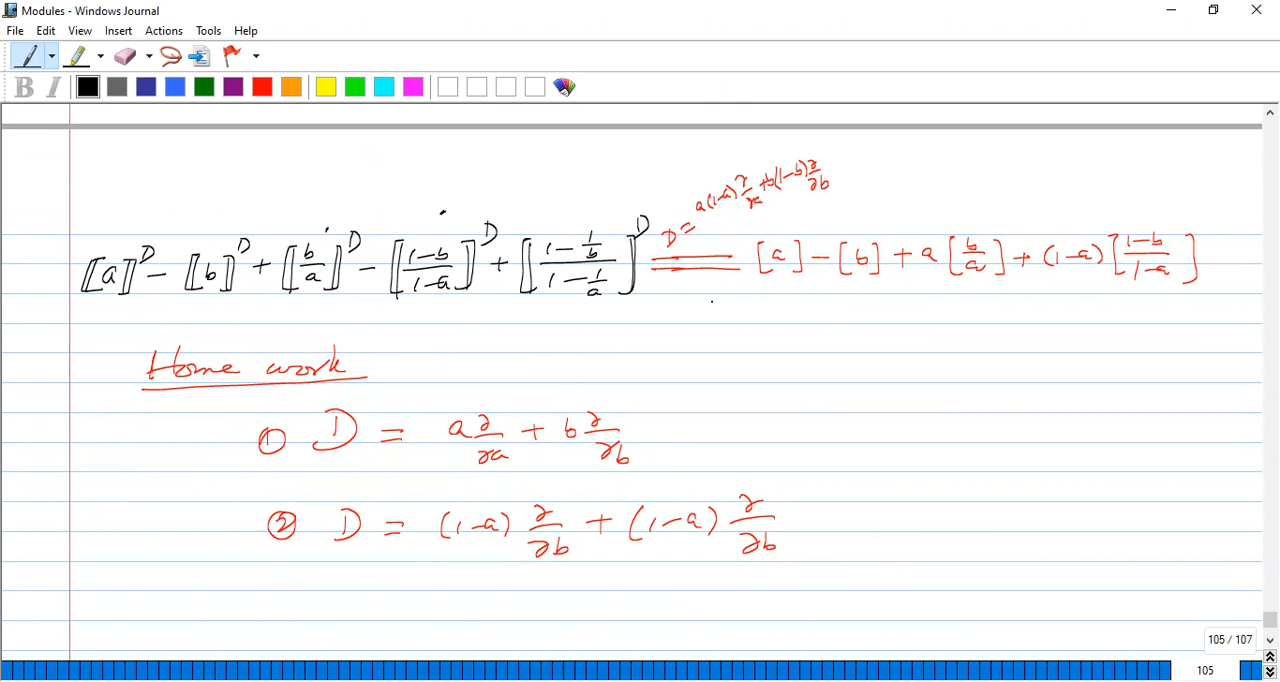 Modules - Windows Journal
File Edit View Insert Actions Tools Help
B I
D = a(1-a) ∂/∂a + b(1-b) ∂/∂b
⟦a⟧^D - ⟦b⟧^D + ⟦b/a⟧^D - ⟦(1-b)/(1-a)⟧^D + ⟦(1 - 1/b)/(1 - 1/a)⟧^D = [a] - [b] + a[b/a] + (1-a)[(1-b)/(1-a)]
Home work
① D = a ∂/∂a + b ∂/∂b
② D = (1-a) ∂/∂b + (1-a) ∂/∂b
105 / 107
105